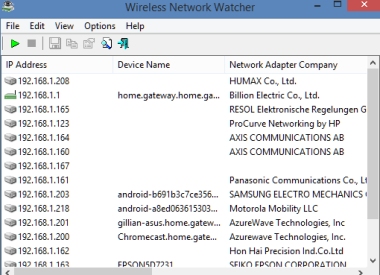 Wireless Network Watcher
File Edit View Options Help
IP Address Device Name Network Adapter Company
192.168.1.208 HUMAX Co., Ltd.
192.168.1.1 home.gateway.home.ga... Billion Electric Co., Ltd.
192.168.1.165 RESOL Elektronische Regelungen G
192.168.1.123 ProCurve Networking by HP
192.168.1.164 AXIS COMMUNICATIONS AB
192.168.1.160 AXIS COMMUNICATIONS AB
192.168.1.167
192.168.1.161 Panasonic Communications Co., Lt
192.168.1.203 android-b691b3c7ce356... SAMSUNG ELECTRO MECHANICS
192.168.1.218 android-a8ed063615303... Motorola Mobility LLC
192.168.1.201 gillian-asus.home.gatew... AzureWave Technologies, Inc
192.168.1.200 Chromecast.home.gate... Azurewave Technologies, Inc.
192.168.1.162 Hon Hai Precision Ind.Co.Ltd
192.168.1.163 EPSON5D7231 SEIKO EPSON CORPORATION